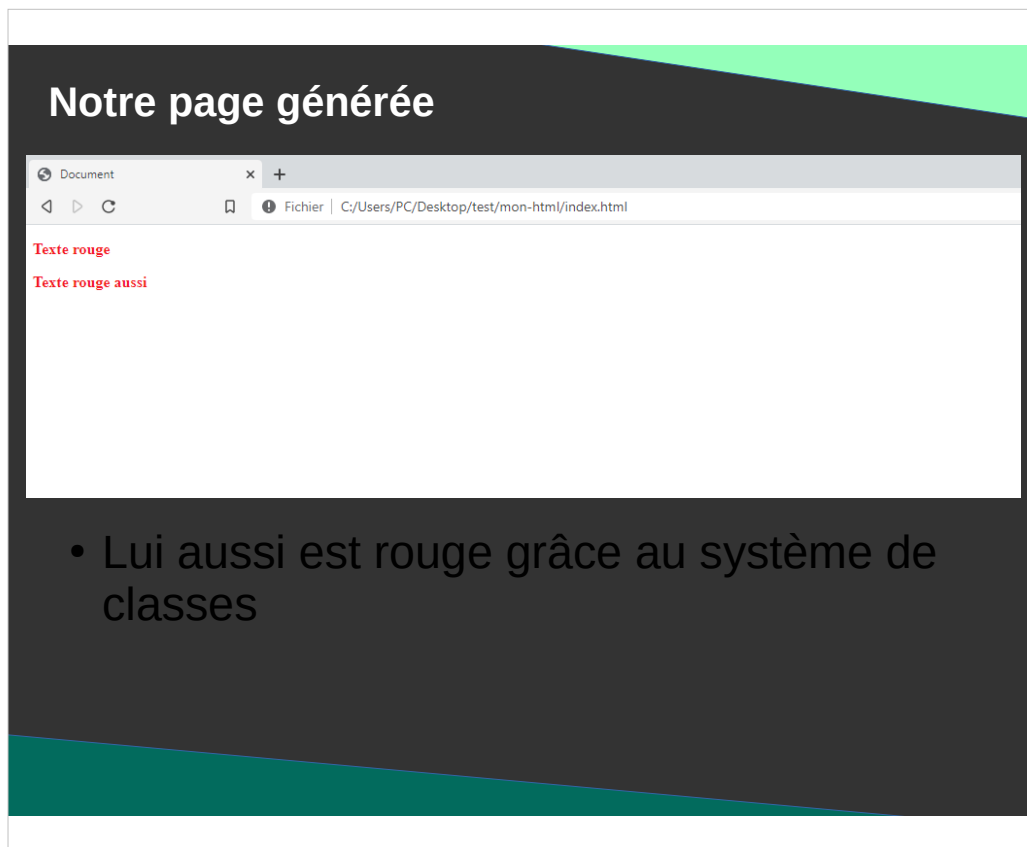 Notre page générée
Document
Fichier C:/Users/PC/Desktop/test/mon-html/index.html
Texte rouge
Texte rouge aussi
• Lui aussi est rouge grâce au système de
classes